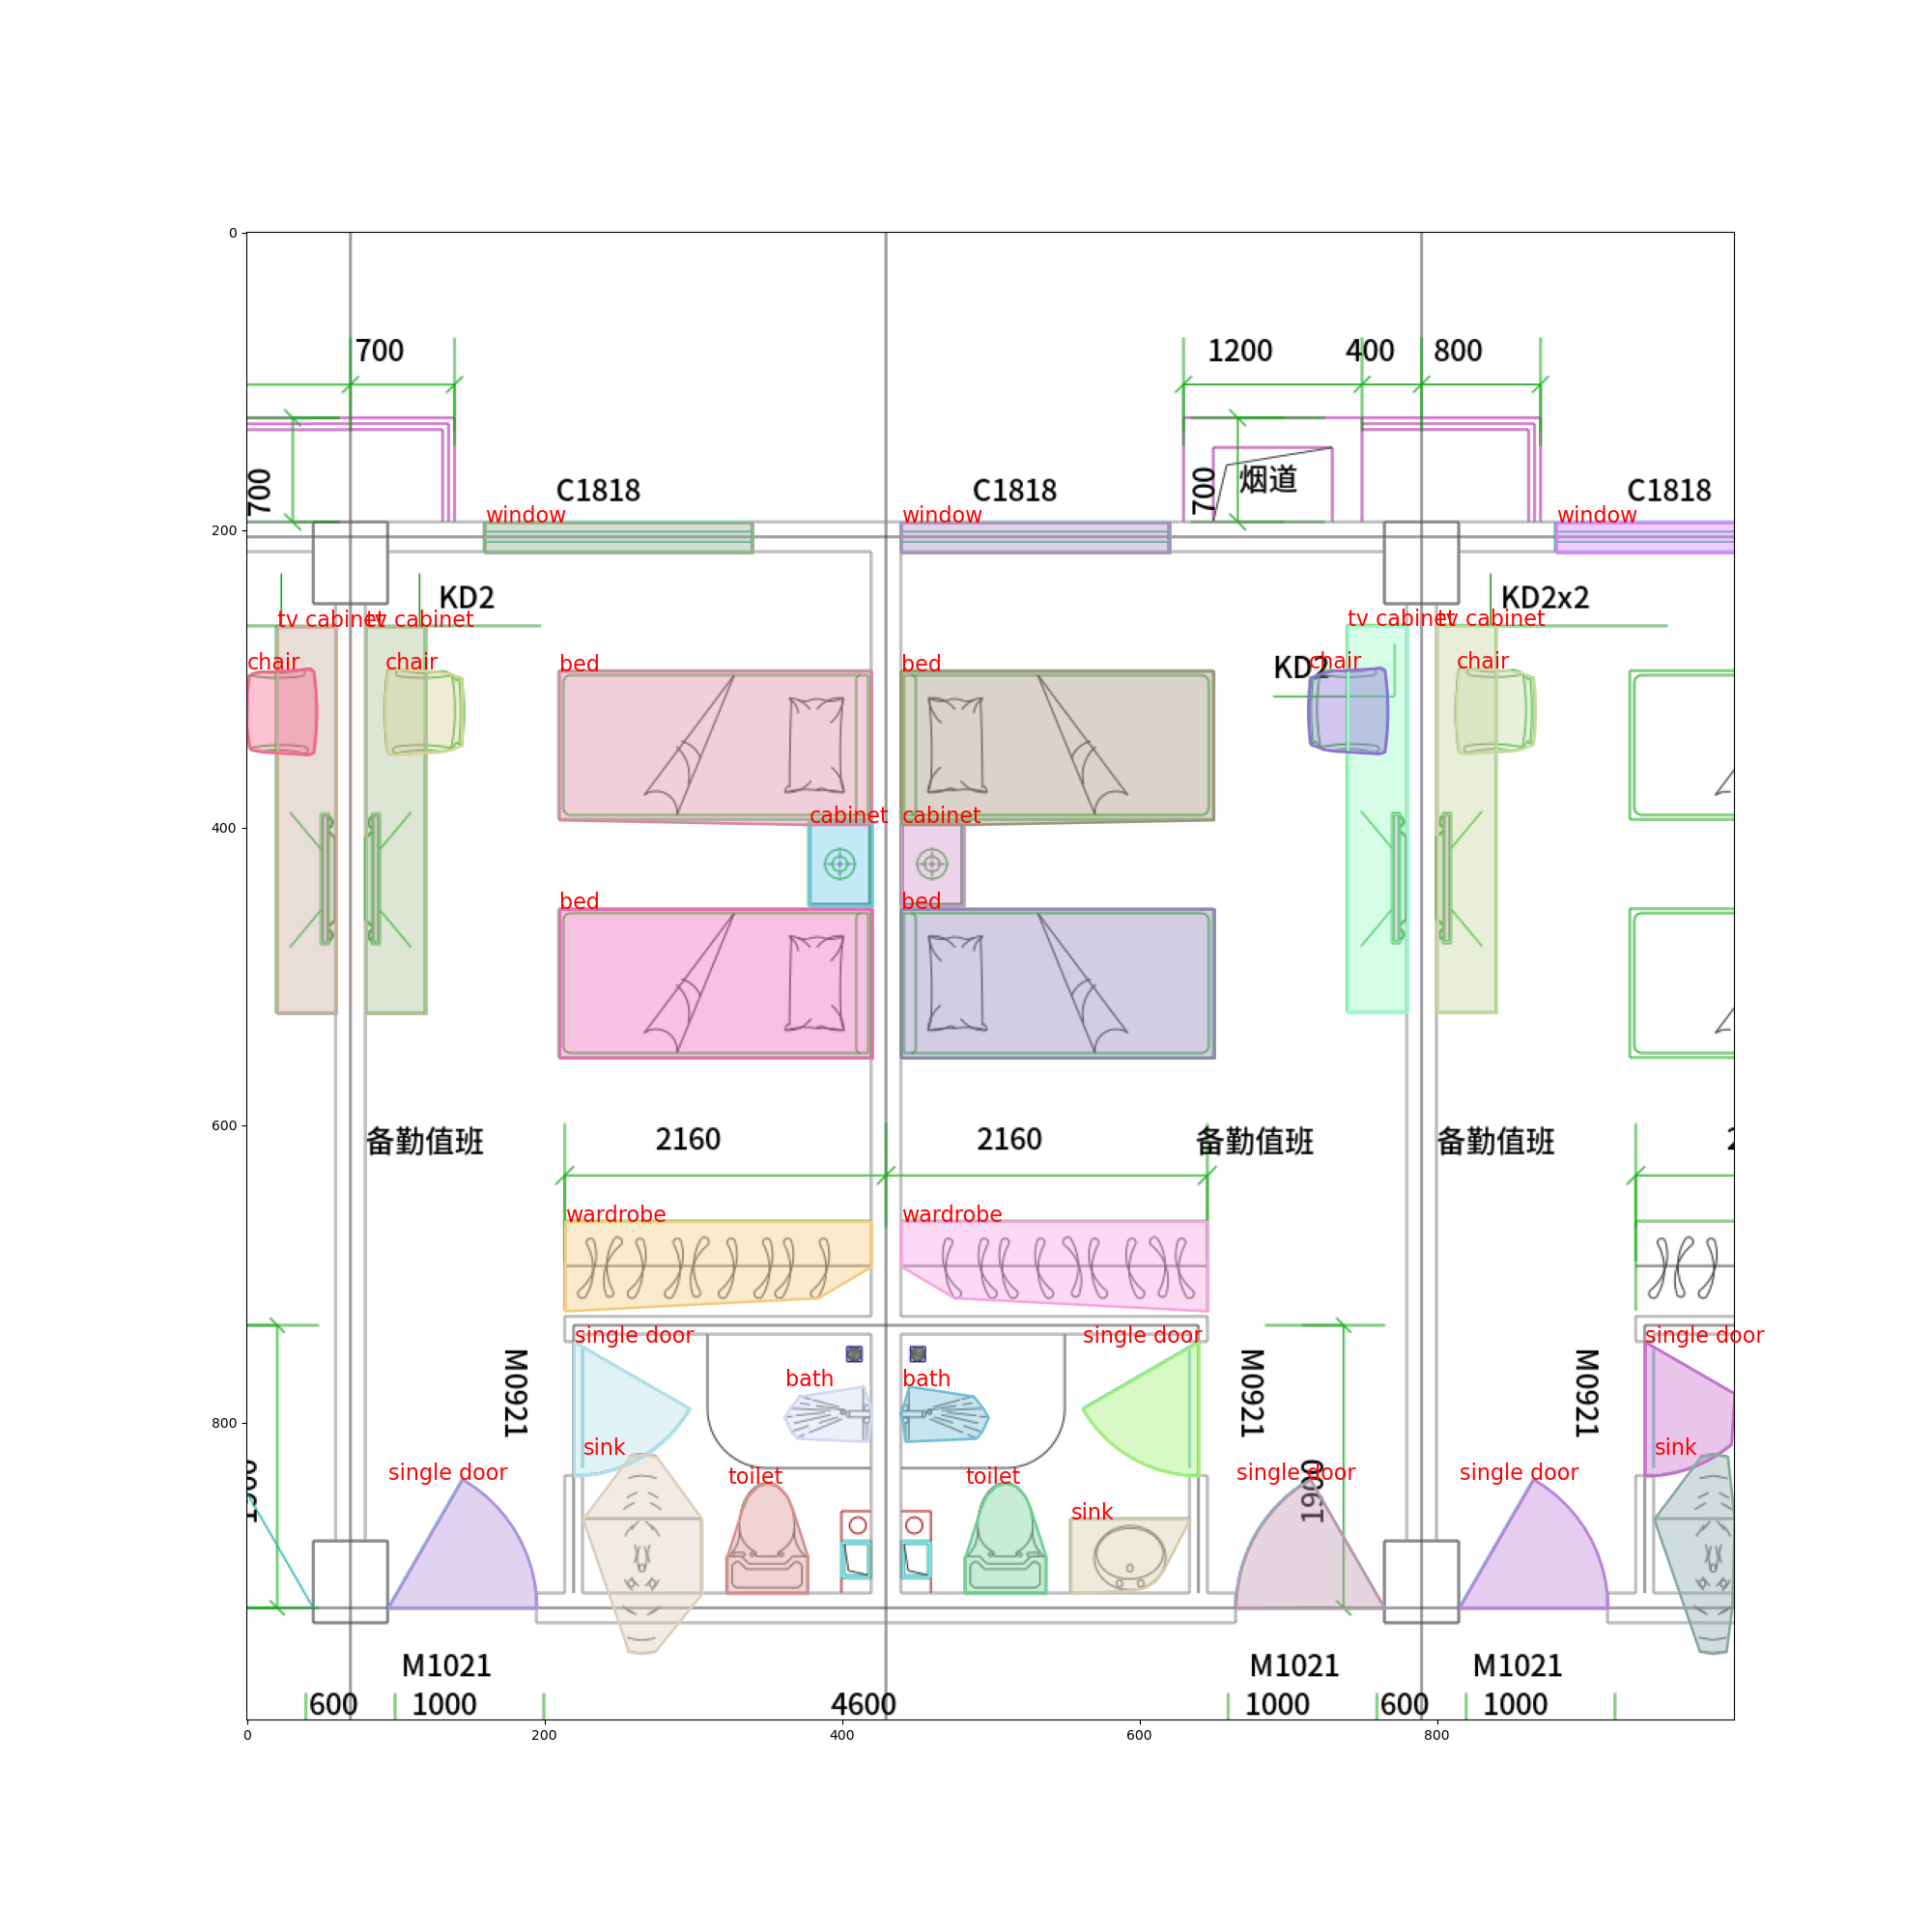 0
700
1200
400
800
700
C1818
C1818
700
烟道
C1818
window
window
window
200
KD2
KD2x2
tv cabinet
tv cabinet
tv cabinet
tv cabinet
chair
chair
bed
bed
KD2
chair
chair
400
cabinet
cabinet
bed
bed
600
备勤值班
2160
2160
备勤值班
备勤值班
wardrobe
wardrobe
single door
single door
single door
M0921
M0921
M0921
bath
bath
800
sink
sink
single door
toilet
toilet
single door
single door
1900
sink
M1021
M1021
M1021
600
1000
4600
1000
600
1000
0
200
400
600
800